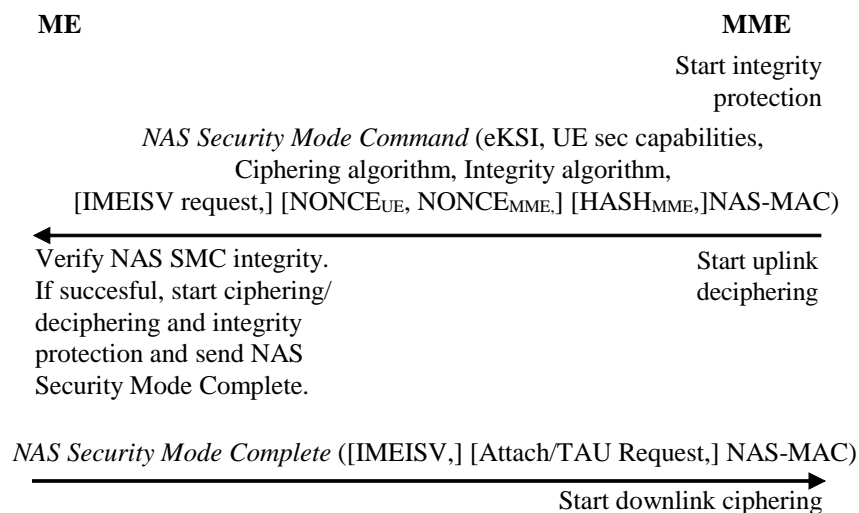 ME MME
Start integrity
protection
NAS Security Mode Command (eKSI, UE sec capabilities,
Ciphering algorithm, Integrity algorithm,
[IMEISV request,] [NONCEUE, NONCEMME,] [HASHMME,]NAS-MAC)
Verify NAS SMC integrity.
If succesful, start ciphering/
deciphering and integrity
protection and send NAS
Security Mode Complete.
Start uplink
deciphering
NAS Security Mode Complete ([IMEISV,] [Attach/TAU Request,] NAS-MAC)
Start downlink ciphering